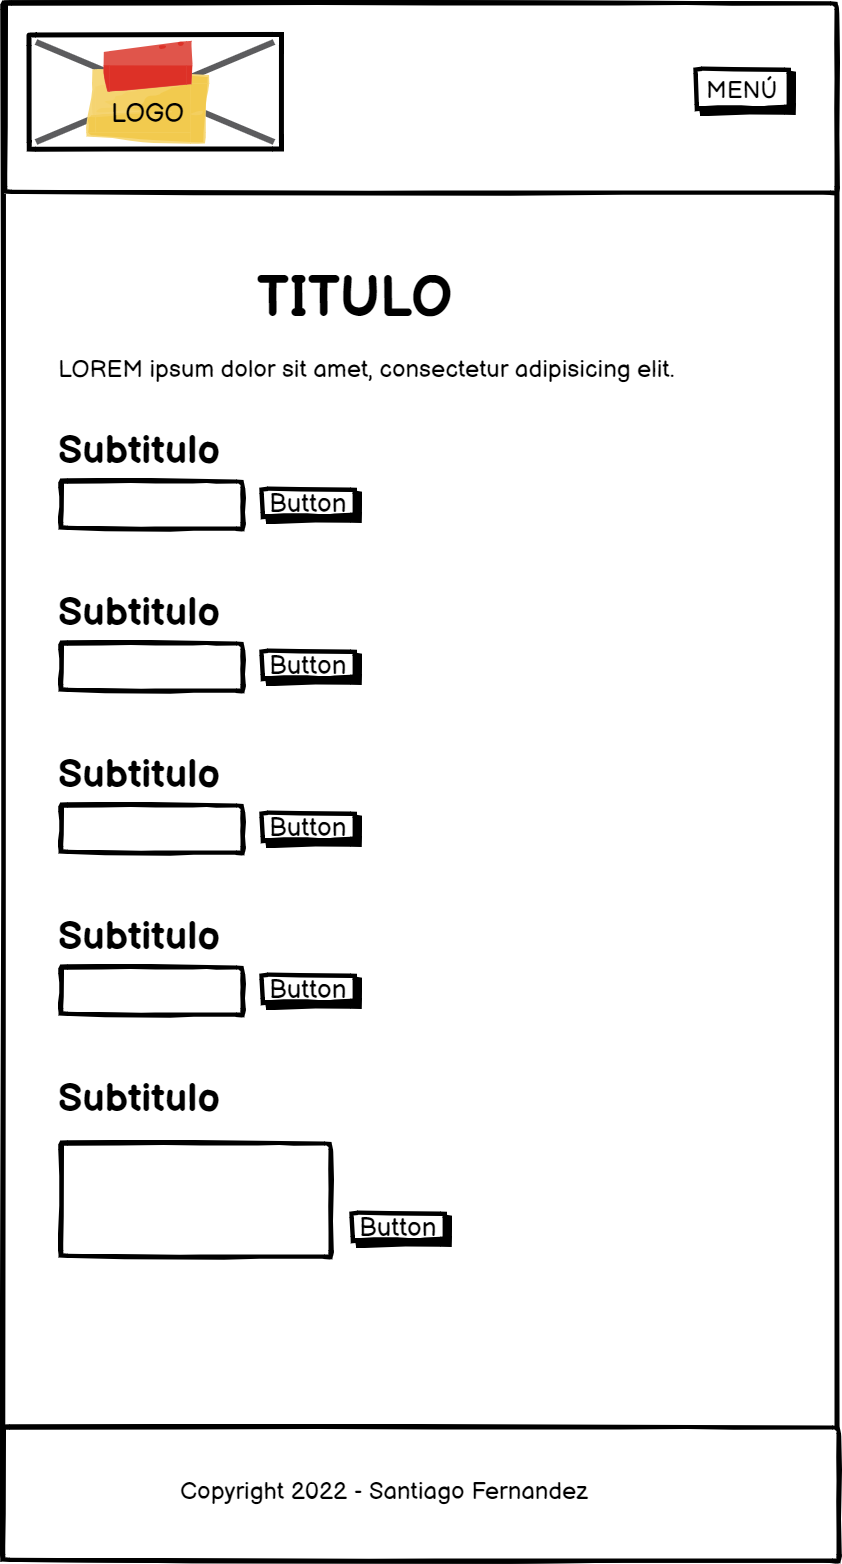 LOGO
MENÚ
TITULO
LOREM ipsum dolor sit amet, consectetur adipisicing elit.
Subtitulo
Button
Subtitulo
Button
Subtitulo
Button
Subtitulo
Button
Subtitulo
Button
Copyright 2022 - Santiago Fernandez